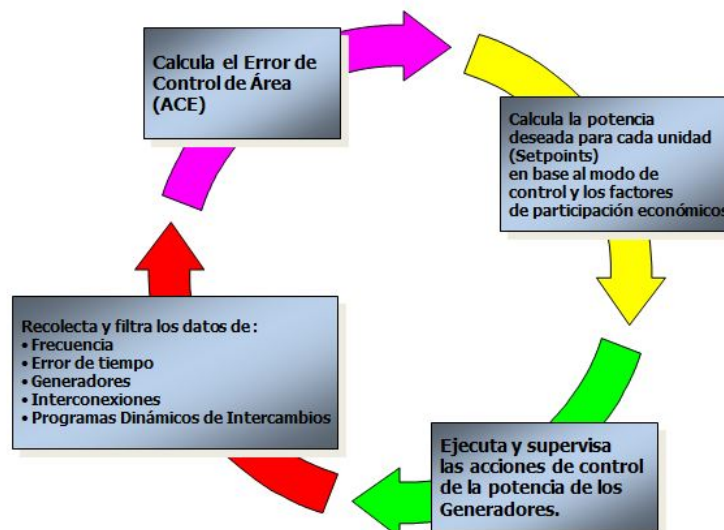 Calcula el Error de
Control de Área
(ACE)
Calcula la potencia
deseada para cada unidad
(Setpoints)
en base al modo de
control y los factores
de participación económicos
Recolecta y filtra los datos de:
• Frecuencia
• Error de tiempo
• Generadores
• Interconexiones
• Programas Dinámicos de Intercambios
Ejecuta y supervisa
las acciones de control
de la potencia de los
Generadores.